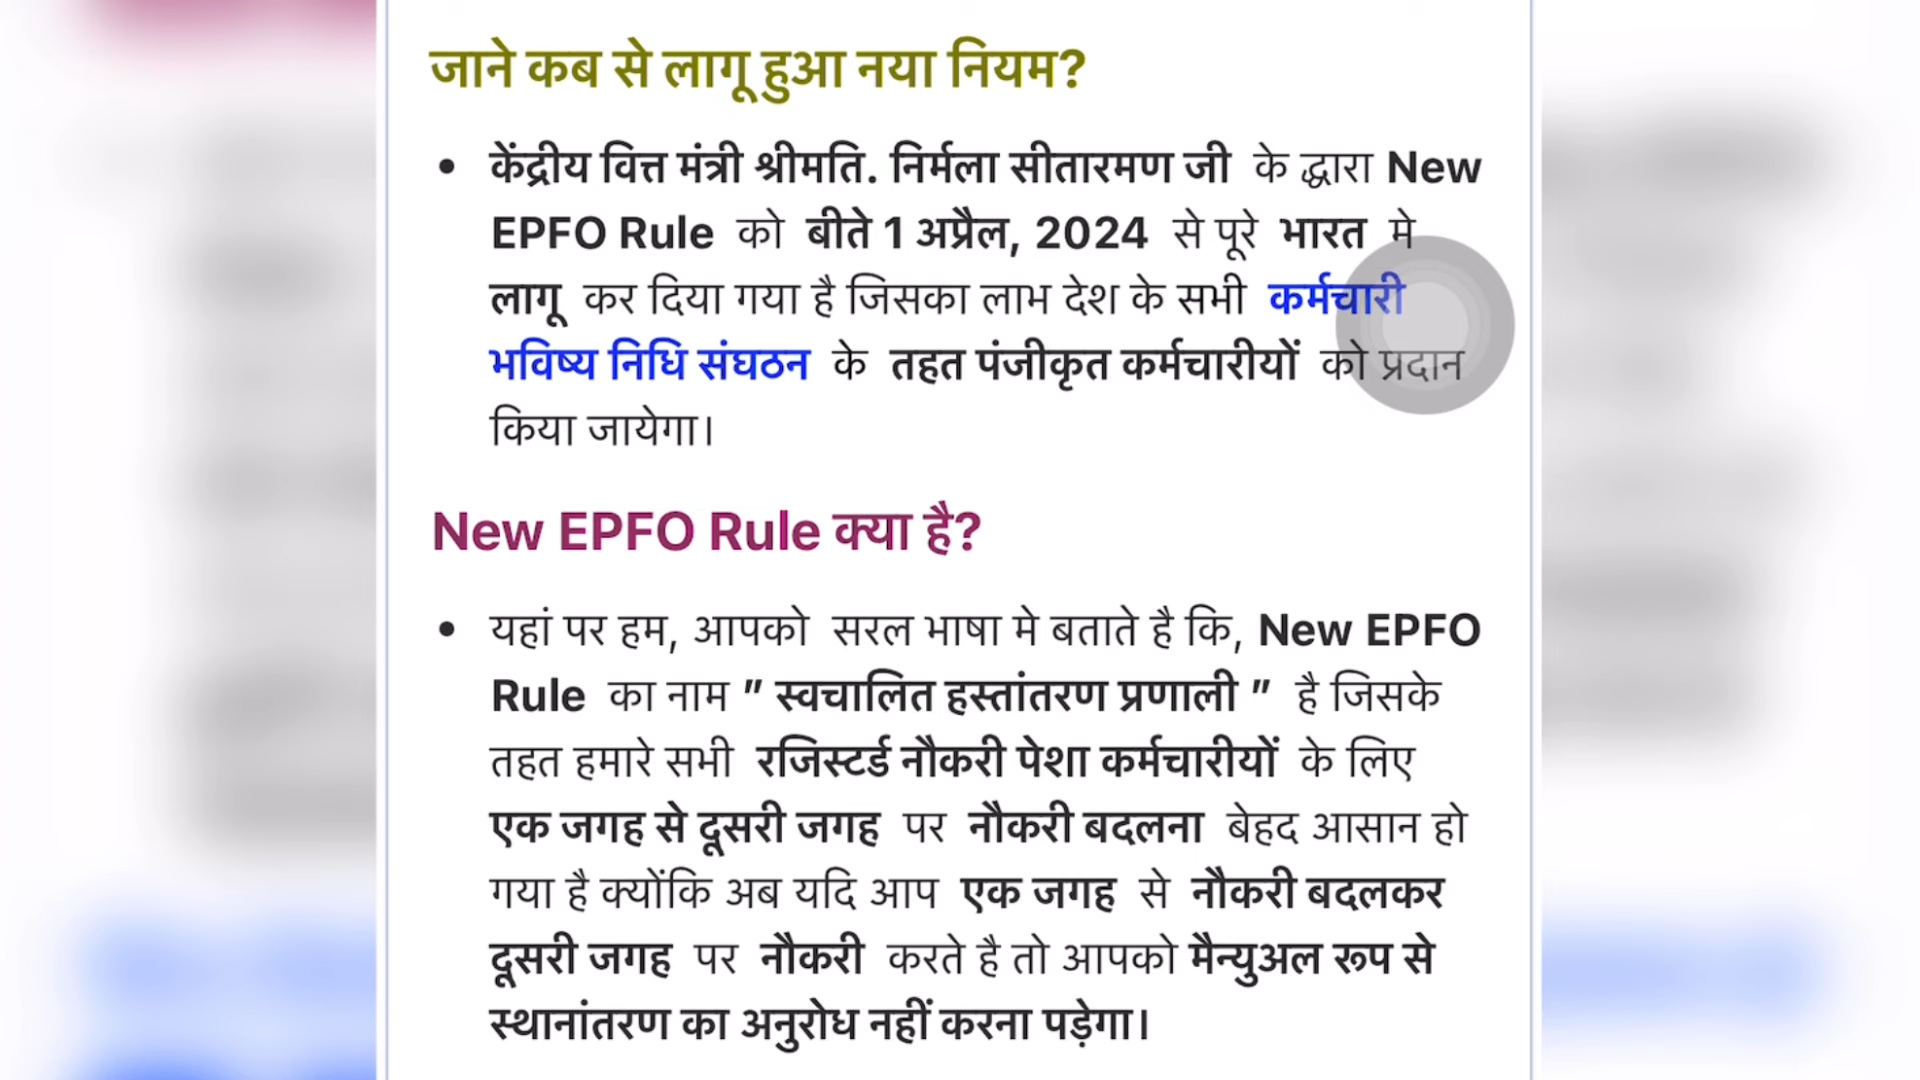 जाने कब से लागू हुआ नया नियम?
• केंद्रीय वित्त मंत्री श्रीमति. निर्मला सीतारमण जी के द्वारा New
EPFO Rule को बीते 1 अप्रैल, 2024 से पूरे भारत मे
लागू कर दिया गया है जिसका लाभ देश के सभी कर्मचारी
भविष्य निधि संघठन के तहत पंजीकृत कर्मचारीयों को प्रदान
किया जायेगा।
New EPFO Rule क्या है?
• यहां पर हम, आपको सरल भाषा मे बताते है कि, New EPFO
Rule का नाम " स्वचालित हस्तांतरण प्रणाली " है जिसके
तहत हमारे सभी रजिस्टर्ड नौकरी पेशा कर्मचारीयों के लिए
एक जगह से दूसरी जगह पर नौकरी बदलना बेहद आसान हो
गया है क्योंकि अब यदि आप एक जगह से नौकरी बदलकर
दूसरी जगह पर नौकरी करते है तो आपको मैन्युअल रूप से
स्थानांतरण का अनुरोध नहीं करना पड़ेगा।